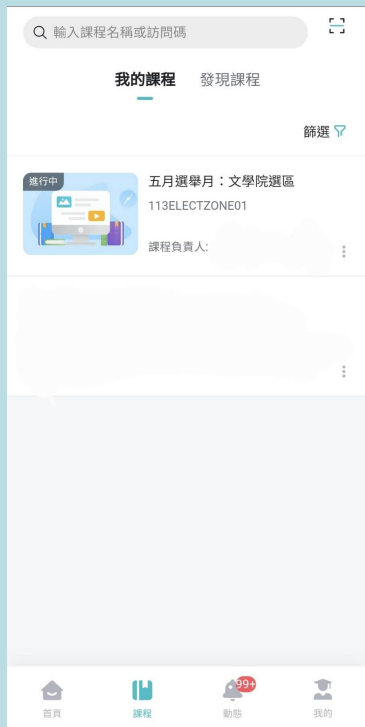 輸入課程名稱或訪問碼
我的課程 發現課程
篩選
進行中
五月選舉月：文學院選區
113ELECTZONE01
課程負責人:
99+
首頁 課程 動態 我的